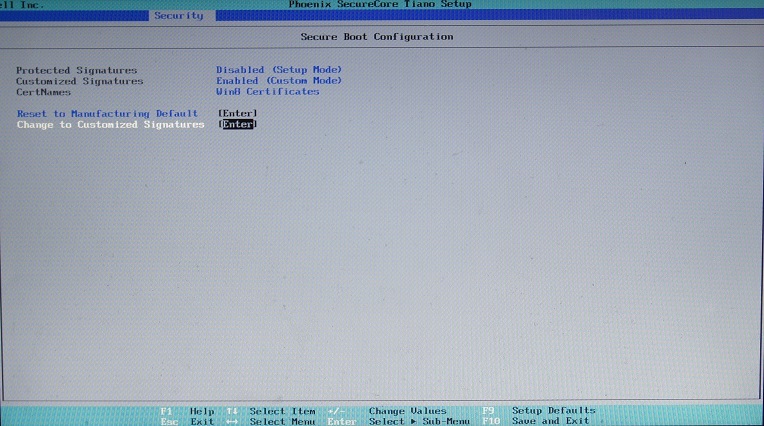 ell Inc. Phoenix SecureCore Tiano Setup
Security
Secure Boot Configuration
Protected Signatures Disabled (Setup Mode)
Customized Signatures Enabled (Custom Mode)
CertNames Win8 Certificates
Reset to Manufacturing Default [Enter]
Change to Customized Signatures [Enter]
F1 Help ↑↓ Select Item +/- Change Values F9 Setup Defaults
Esc Exit ←→ Select Menu Enter Select ▶ Sub-Menu F10 Save and Exit